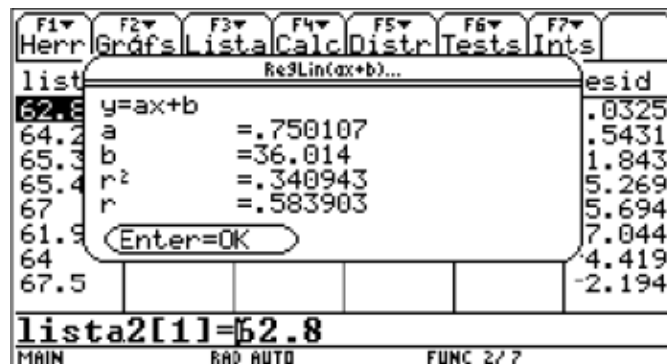 F1▼ F2▼ F3▼ F4▼ F5▼ F6▼ F7▼
Herr Gráfs Lista Calc Distr Tests Ints
RegLin(ax+b)...
list esid
y=ax+b
62.8 .0325
a =.750107
64.2 .5431
b =36.014
65.3 1.843
r² =.340943
65.4 5.269
r =.583903
67 5.694
61.9 7.044
Enter=OK
64 -4.419
67.5 -2.194
lista2[1]=62.8
MAIN RAD AUTO FUNC 2/7